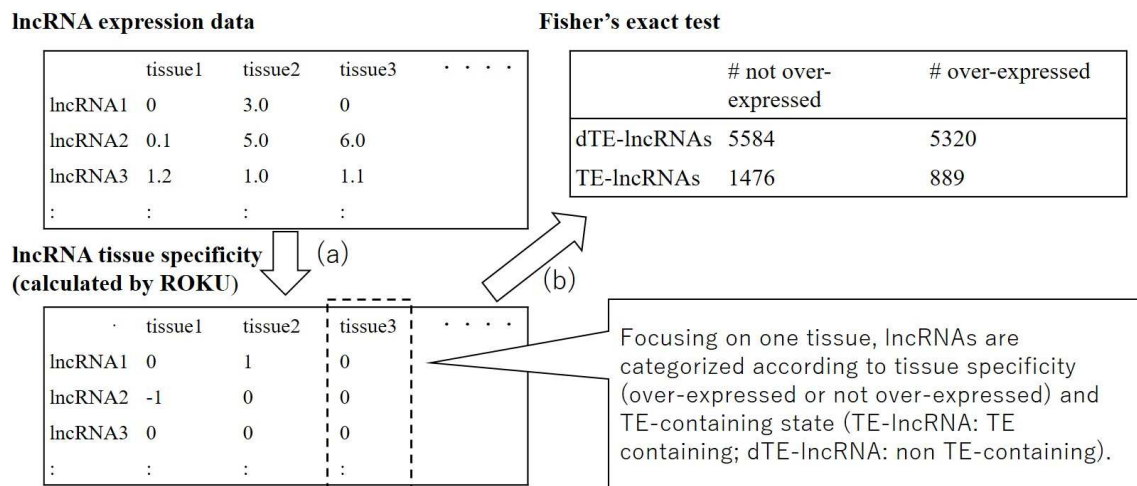 lncRNA expression data
tissue1 tissue2 tissue3 ・・・・
lncRNA1 0 3.0 0
lncRNA2 0.1 5.0 6.0
lncRNA3 1.2 1.0 1.1
: : : :
(a)
lncRNA tissue specificity
(calculated by ROKU)
. tissue1 tissue2 tissue3 ・・・・
lncRNA1 0 1 0
lncRNA2 -1 0 0
lncRNA3 0 0 0
: : : :
(b)
Fisher’s exact test
# not over-
expressed
# over-expressed
dTE-lncRNAs 5584 5320
TE-lncRNAs 1476 889
Focusing on one tissue, lncRNAs are
categorized according to tissue specificity
(over-expressed or not over-expressed) and
TE-containing state (TE-lncRNA: TE
containing; dTE-lncRNA: non TE-containing).